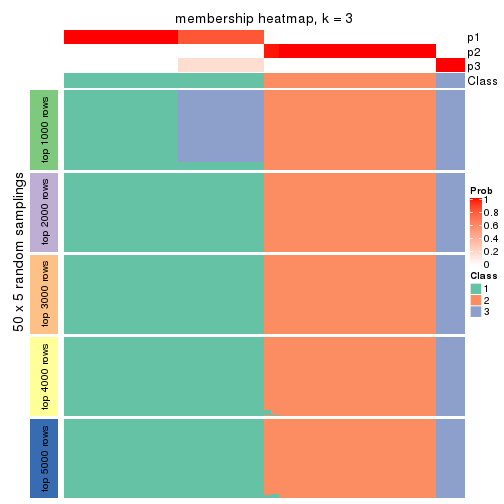 membership heatmap, k = 3
p1
p2
p3
Class
50 x 5 random samplings
top 1000 rows
top 2000 rows
top 3000 rows
top 4000 rows
top 5000 rows
Prob
1
0.8
0.6
0.4
0.2
0
Class
1
2
3